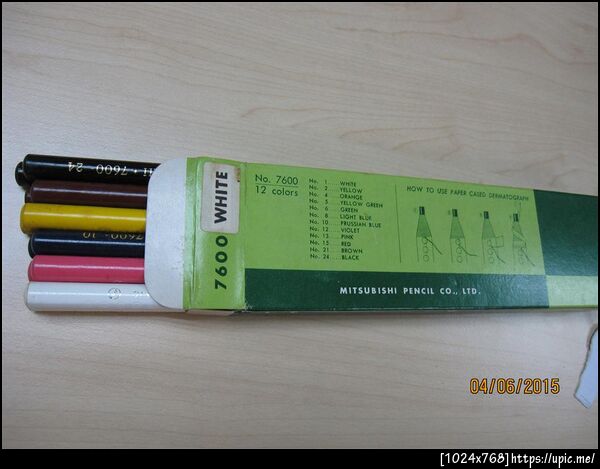 7600 24
7600 10
7600 WHITE
No. 7600
12 colors
No. 1 ..... WHITE
No. 2 ..... YELLOW
No. 4 ..... ORANGE
No. 5 ..... YELLOW GREEN
No. 6 ..... GREEN
No. 8 ..... LIGHT BLUE
No. 10 ..... PRUSSIAN BLUE
No. 12 ..... VIOLET
No. 13 ..... PINK
No. 15 ..... RED
No. 21 ..... BROWN
No. 24 ..... BLACK
HOW TO USE PAPER CASED DERMATOGRAPH
MITSUBISHI PENCIL CO., LTD.
04/06/2015
[1024x768]https://upic.me/